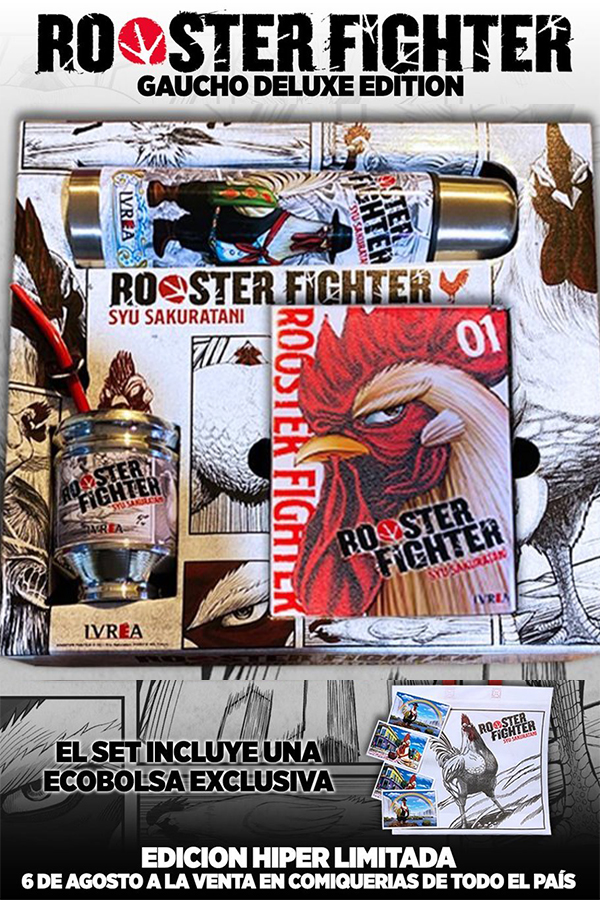 ROOSTER FIGHTER
GAUCHO DELUXE EDITION
IVREA
ROOSTER FIGHTER
SYU SAKURATANI
ROOSTER FIGHTER
SYU SAKURATANI
ROOSTER FIGHTER
01
ROOSTER FIGHTER
SYU SAKURATANI
IVREA
ROOSTER
FIGHTER
SYU SAKURATANI
IVREA
IVREA
ROOSTER FIGHTER
ROOSTER
FIGHTER
SYU SAKURATANI
EL SET INCLUYE UNA
ECOBOLSA EXCLUSIVA
EDICION HIPER LIMITADA
6 DE AGOSTO A LA VENTA EN COMIQUERIAS DE TODO EL PAÍS